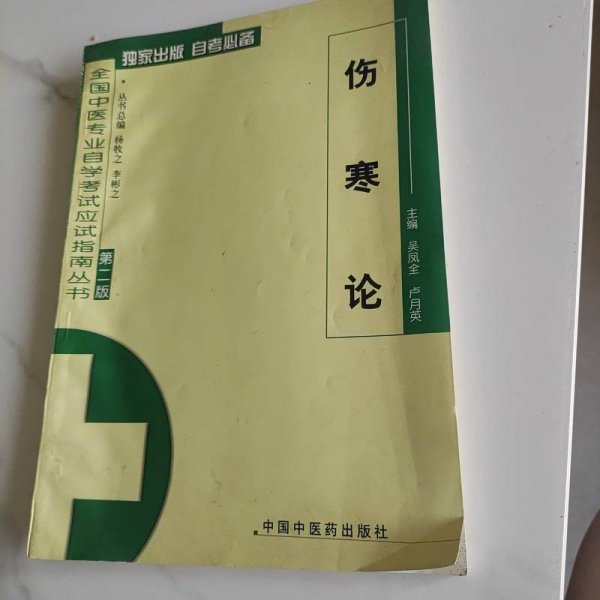 独家出版 自考必备
全国中医专业自学考试应试指南丛书
第二版
·丛书总编 杨牧之 李彬之
伤寒论
主编 吴凤全 卢月英
中国中医药出版社